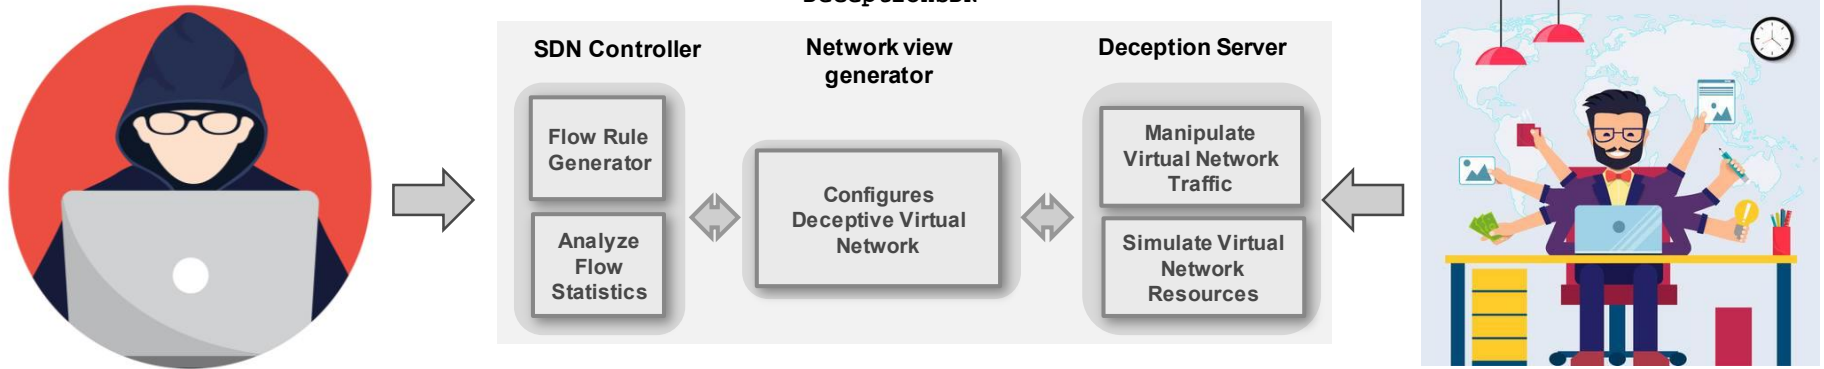 SDN Controller
Network view
generator
Deception Server
Flow Rule
Generator
Analyze
Flow
Statistics
Configures
Deceptive Virtual
Network
Manipulate
Virtual Network
Traffic
Simulate Virtual
Network
Resources